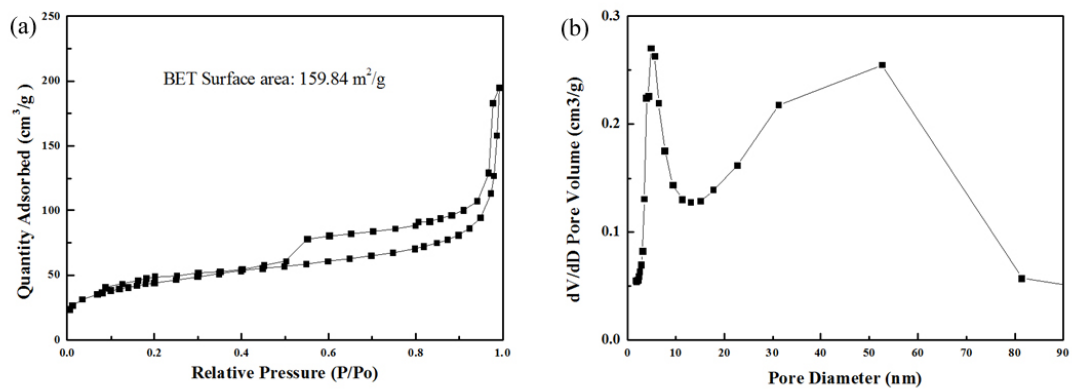 (a)
250
200
150
100
50
0
Quantity Adsorbed (cm³/g)
BET Surface area: 159.84 m²/g
0.0 0.2 0.4 0.6 0.8 1.0
Relative Pressure (P/Po)
(b)
0.3
0.2
0.1
0.0
dV/dD Pore Volume (cm3/g)
0 10 20 30 40 50 60 70 80 90
Pore Diameter (nm)